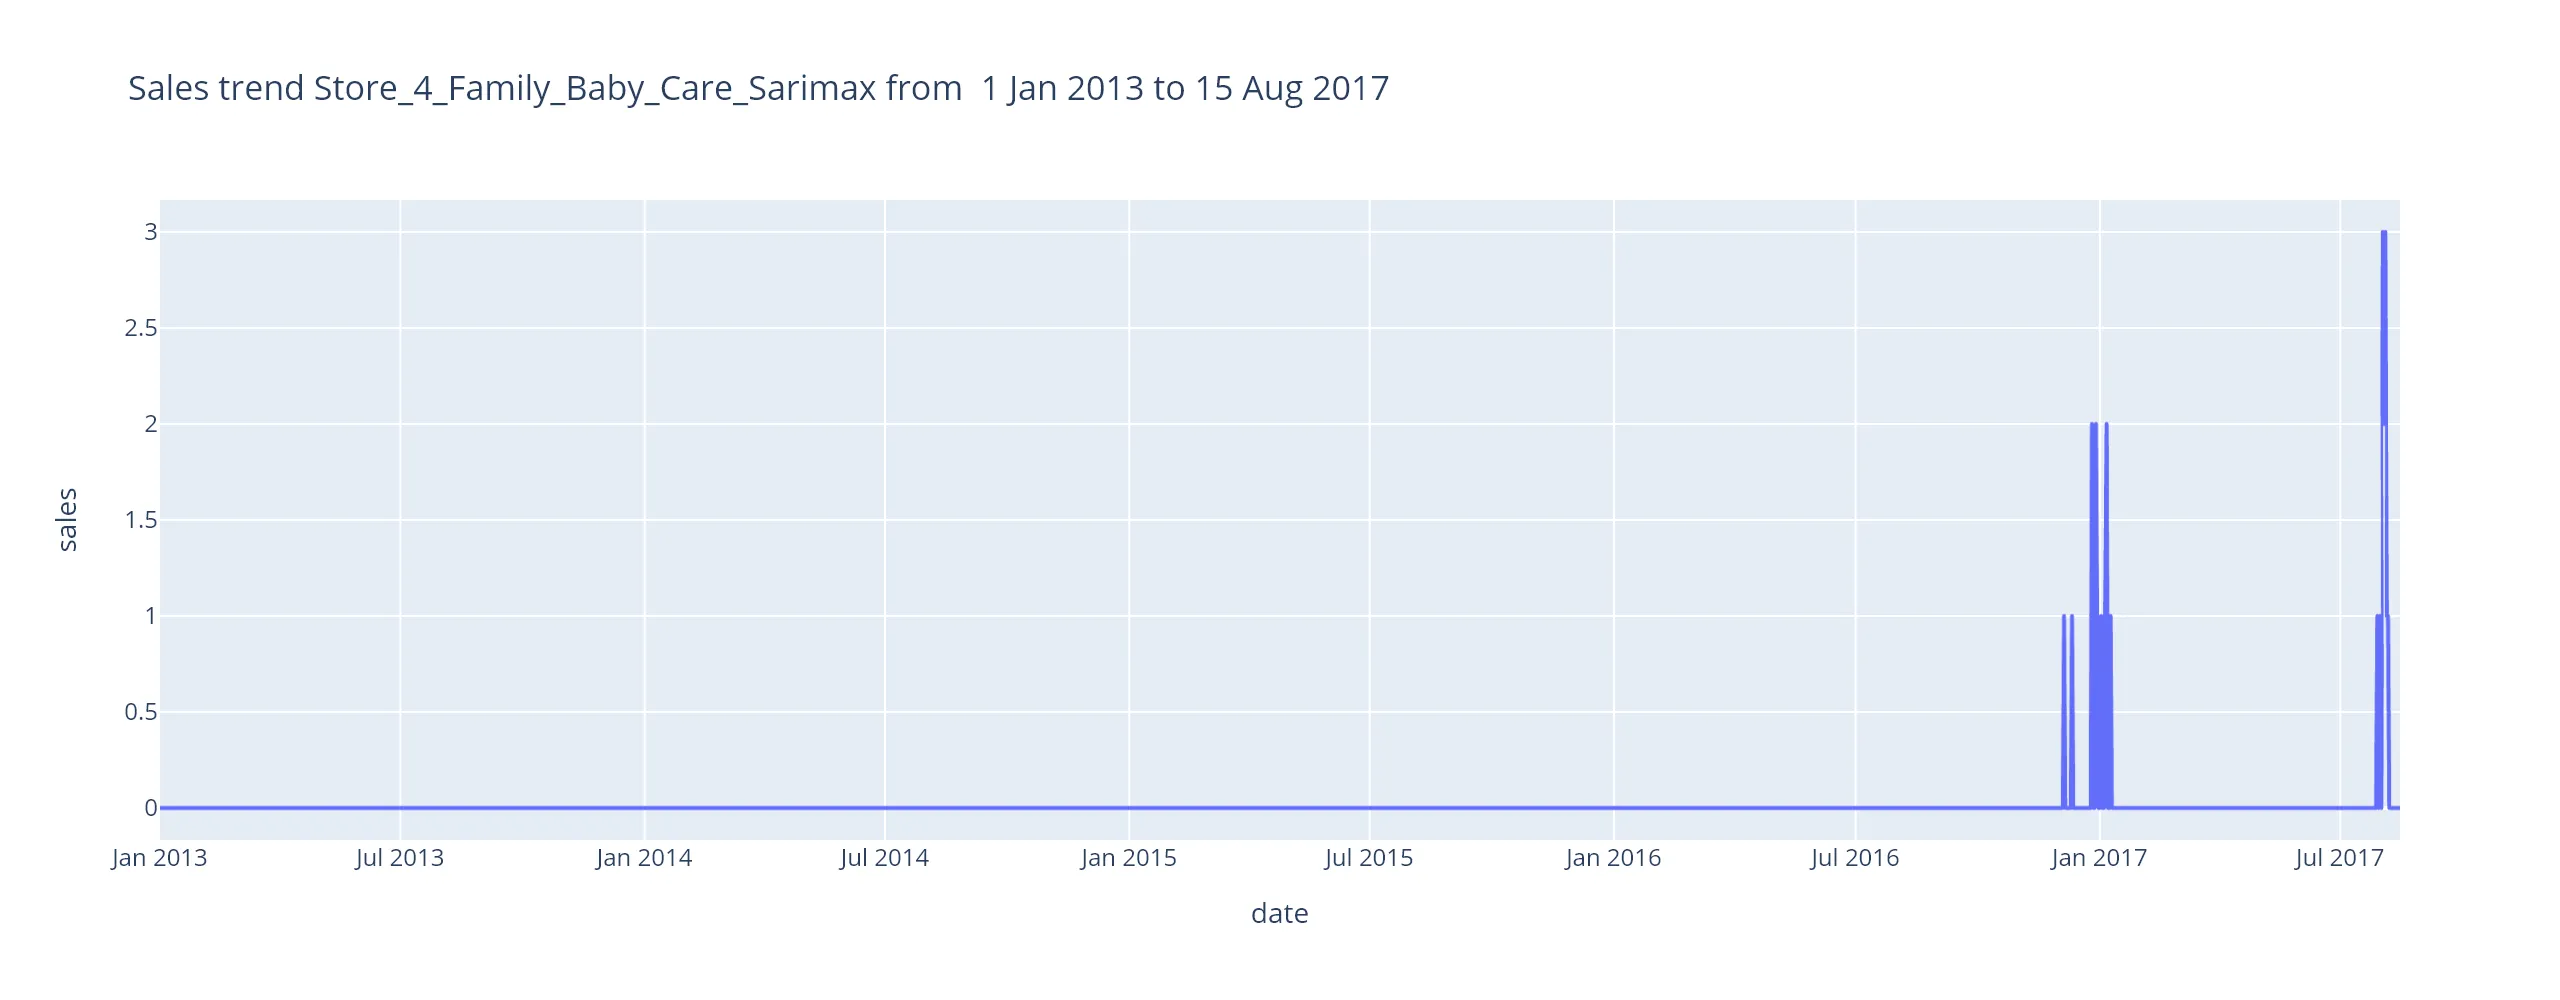 Sales trend Store_4_Family_Baby_Care_Sarimax from  1 Jan 2013 to 15 Aug 2017
3
2.5
2
1.5
1
0.5
0
sales
Jan 2013 Jul 2013 Jan 2014 Jul 2014 Jan 2015 Jul 2015 Jan 2016 Jul 2016 Jan 2017 Jul 2017
date